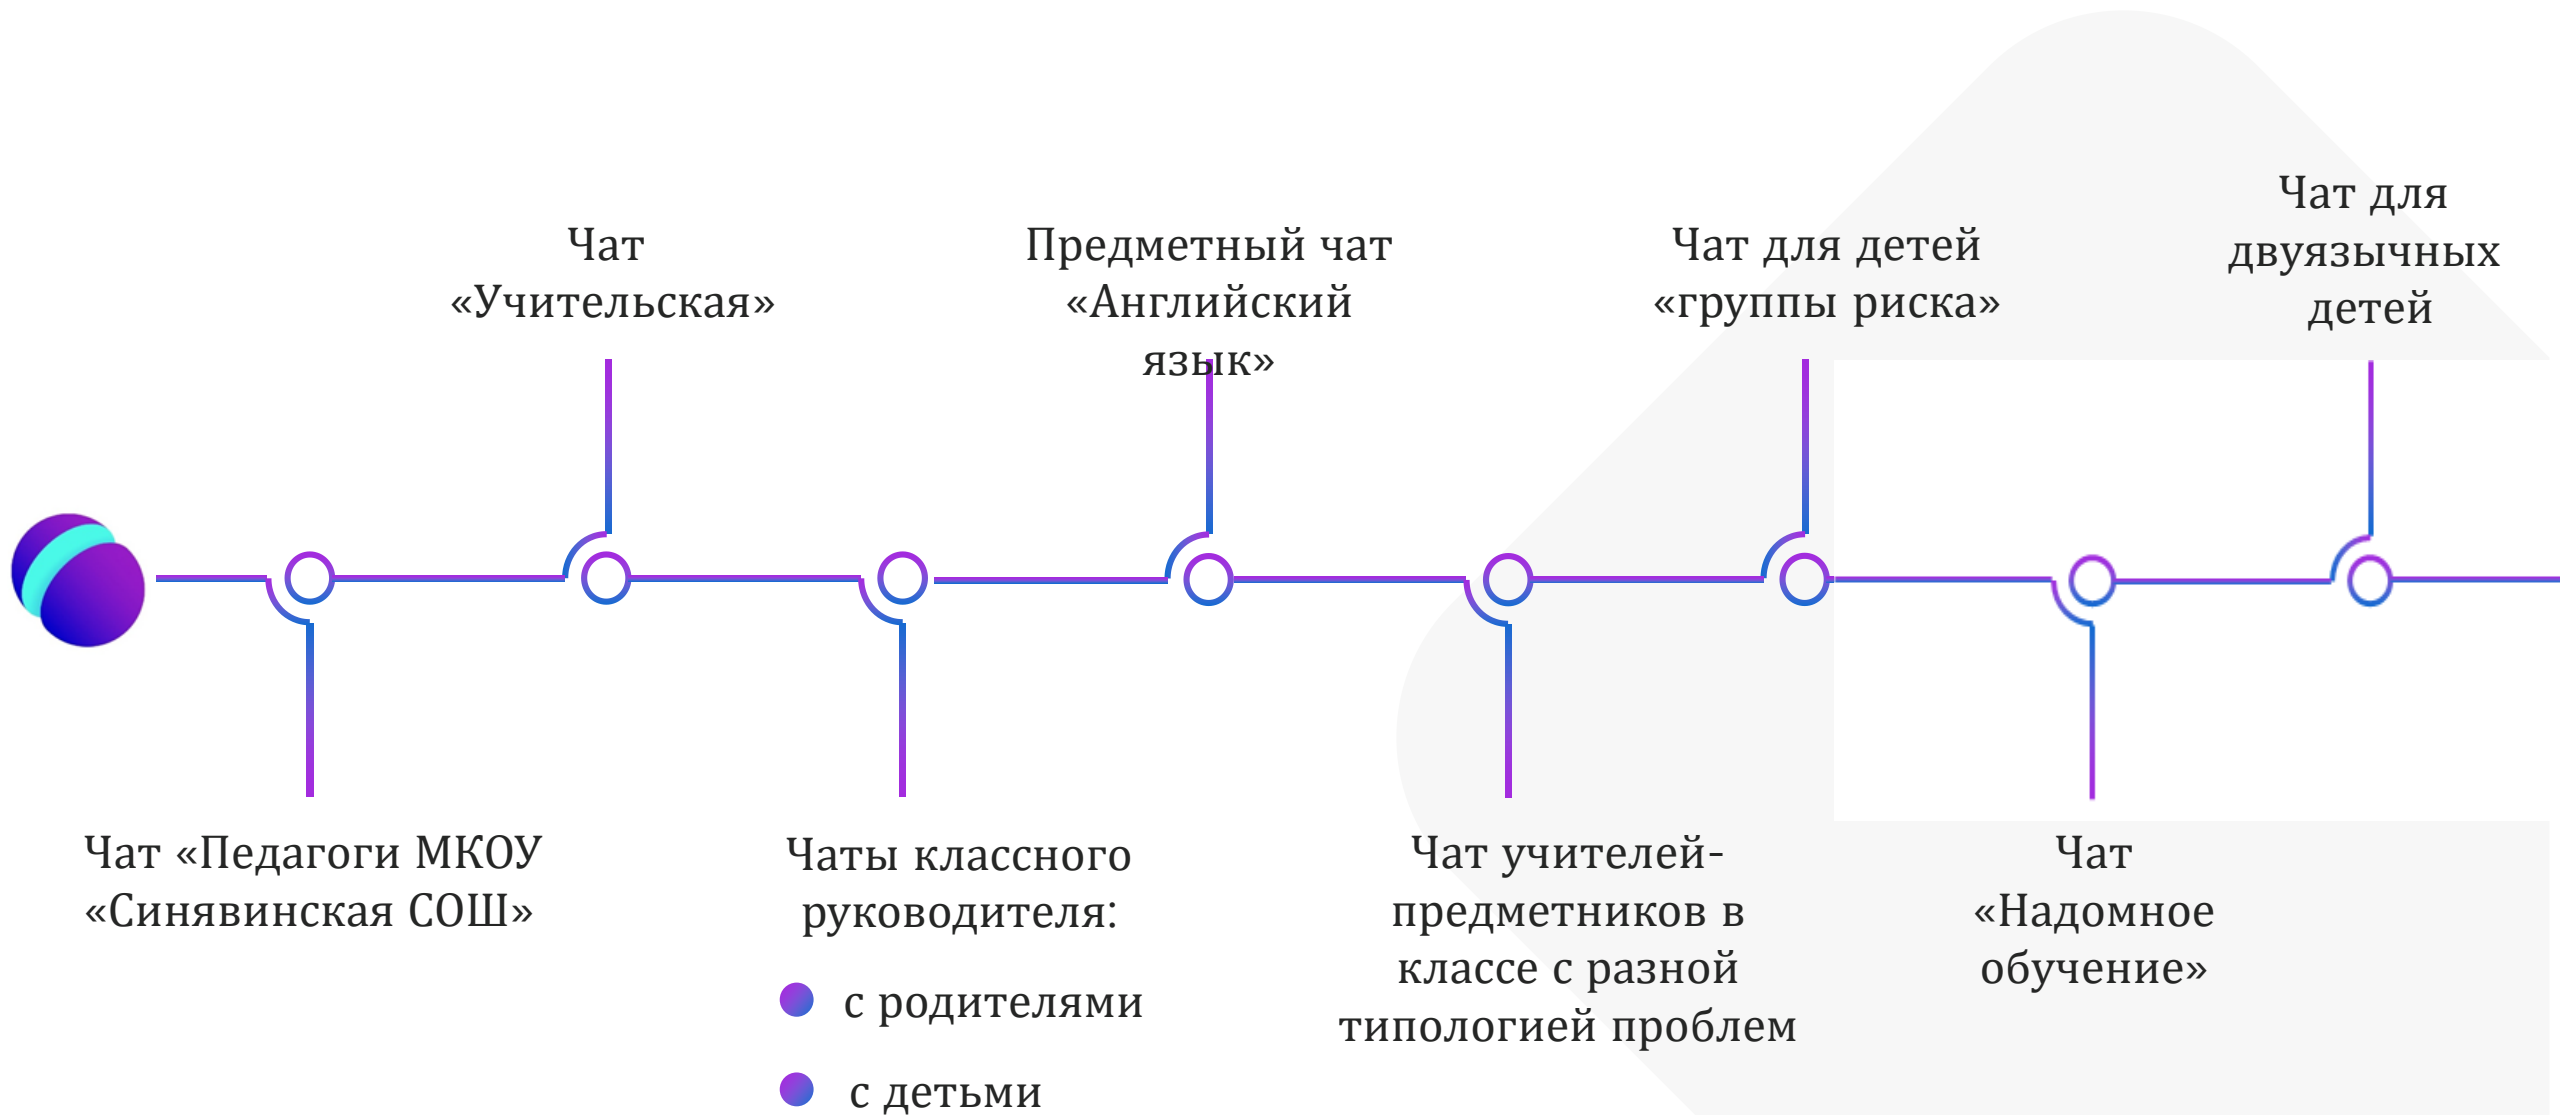 Чат
«Учительская»
Предметный чат
«Английский
язык»
Чат для детей
«группы риска»
Чат для
двуязычных
детей
Чат «Педагоги МКОУ
«Синявинская СОШ»
Чаты классного
руководителя:
с родителями
с детьми
Чат учителей-
предметников в
классе с разной
типологией проблем
Чат
«Надомное
обучение»